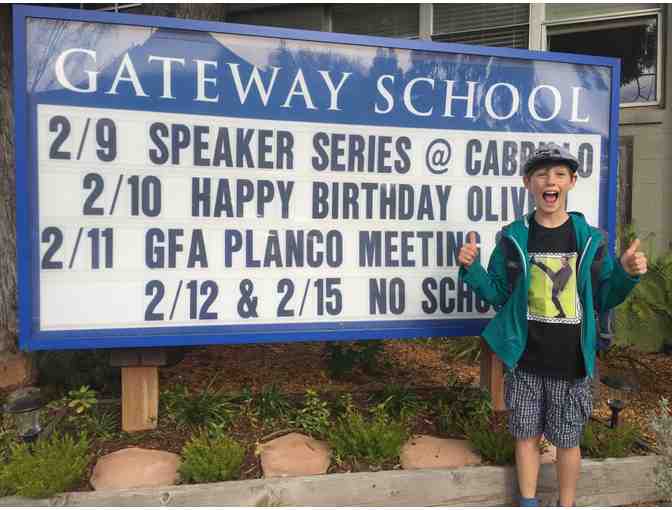 GATEWAY SCHOOL
2/9 SPEAKER SERIES @
2/10 HAPPY BIRTHDAY
2/11 GFA PLANCO MEETING
2/12 & 2/15 NO